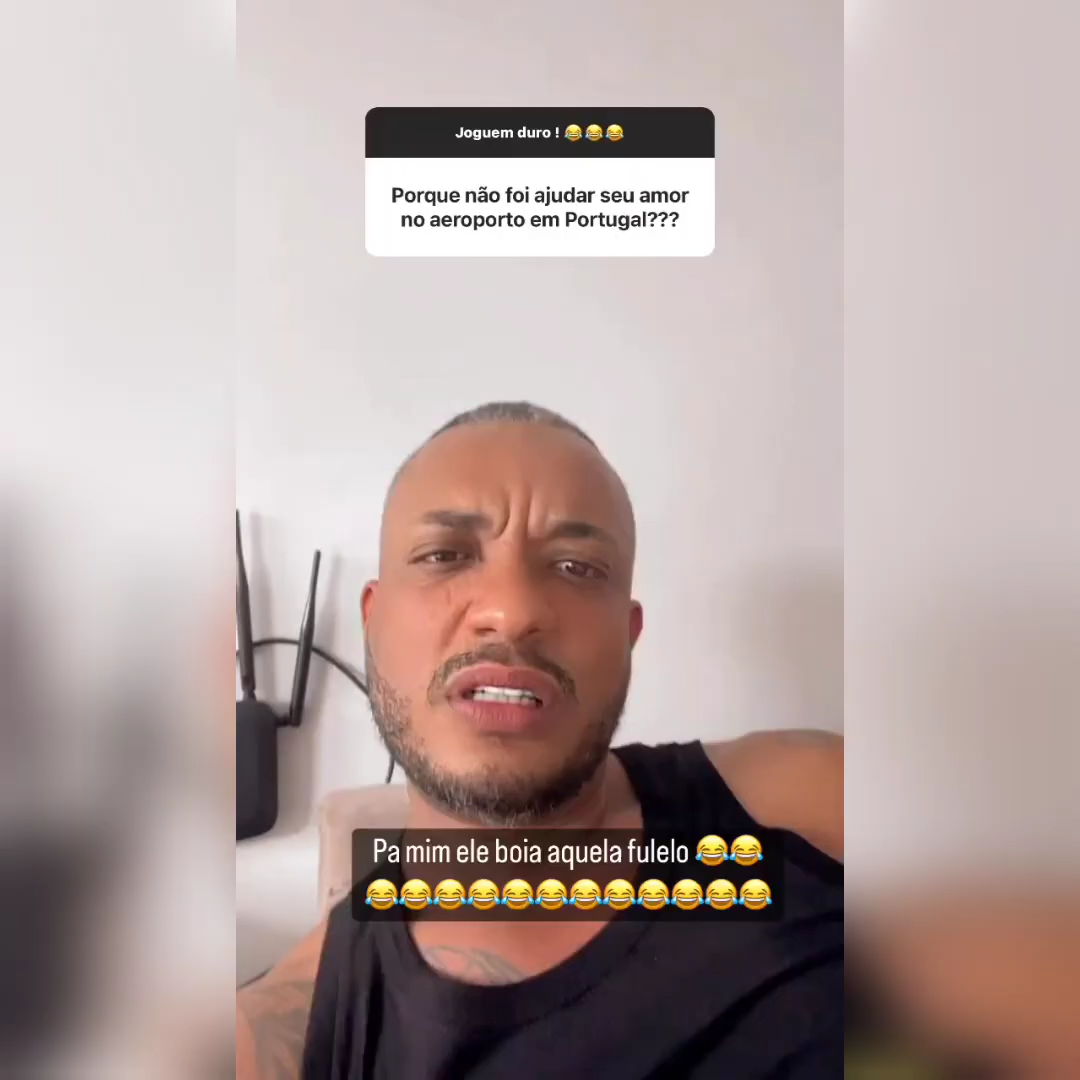 Joguem duro ! 😂😂😂
Porque não foi ajudar seu amor
no aeroporto em Portugal???
Pa mim ele boia aquela fulelo 😂😂
😂😂😂😂😂😂😂😂😂😂😂😂